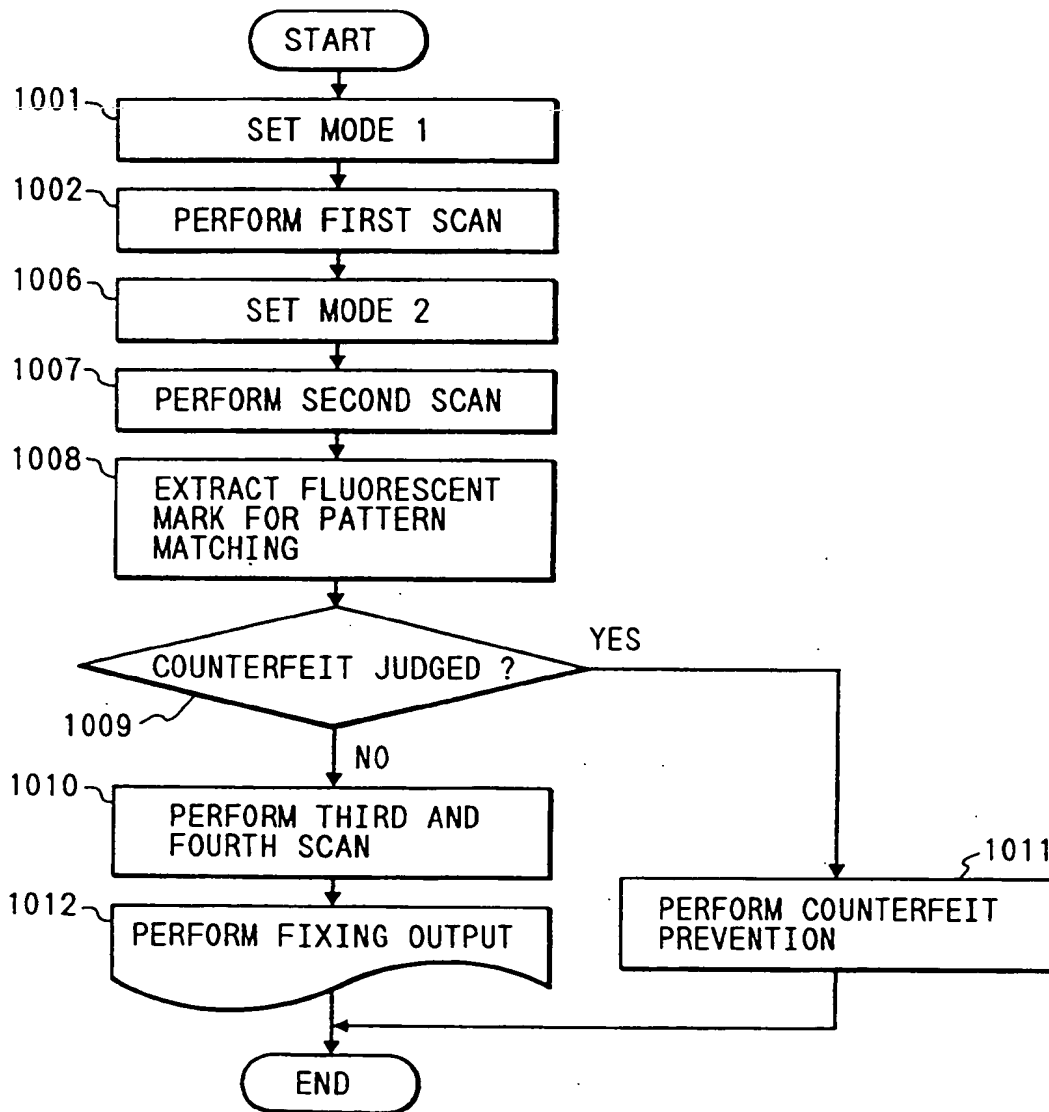 START
1001
SET MODE 1
1002
PERFORM FIRST SCAN
1006
SET MODE 2
1007
PERFORM SECOND SCAN
1008
EXTRACT FLUORESCENT
MARK FOR PATTERN
MATCHING
COUNTERFEIT JUDGED ?
YES
1009
NO
1010
PERFORM THIRD AND
FOURTH SCAN
1011
PERFORM COUNTERFEIT
PREVENTION
1012
PERFORM FIXING OUTPUT
END